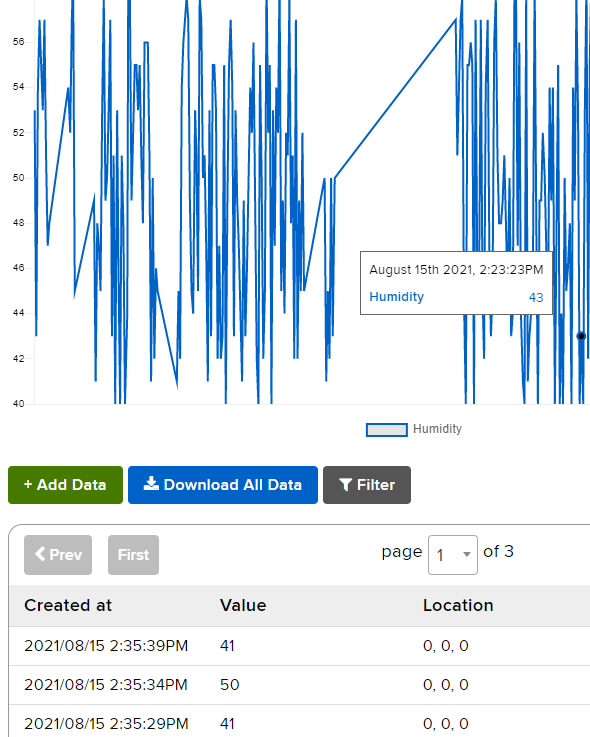 56
54
52
50
48
46
44
42
40
August 15th 2021, 2:23:23PM
Humidity 43
Humidity
+ Add Data Download All Data Filter
Prev First page 1 of 3
Created at Value Location
2021/08/15 2:35:39PM 41 0, 0, 0
2021/08/15 2:35:34PM 50 0, 0, 0
2021/08/15 2:35:29PM 41 0, 0, 0